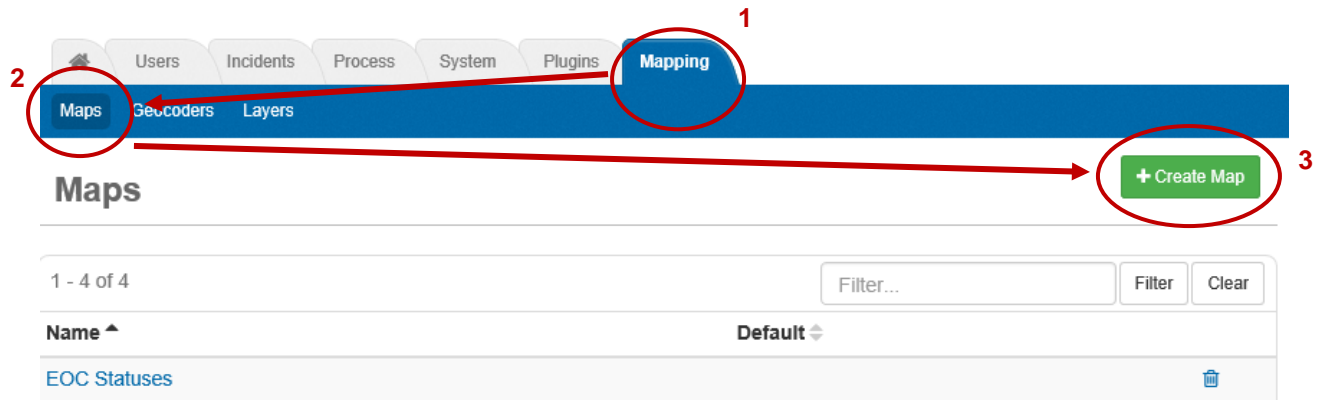 1
Users Incidents Process System Plugins Mapping
2
Maps Geocoders Layers
3
+ Create Map
Maps
1 - 4 of 4 Filter... Filter Clear
Name Default
EOC Statuses